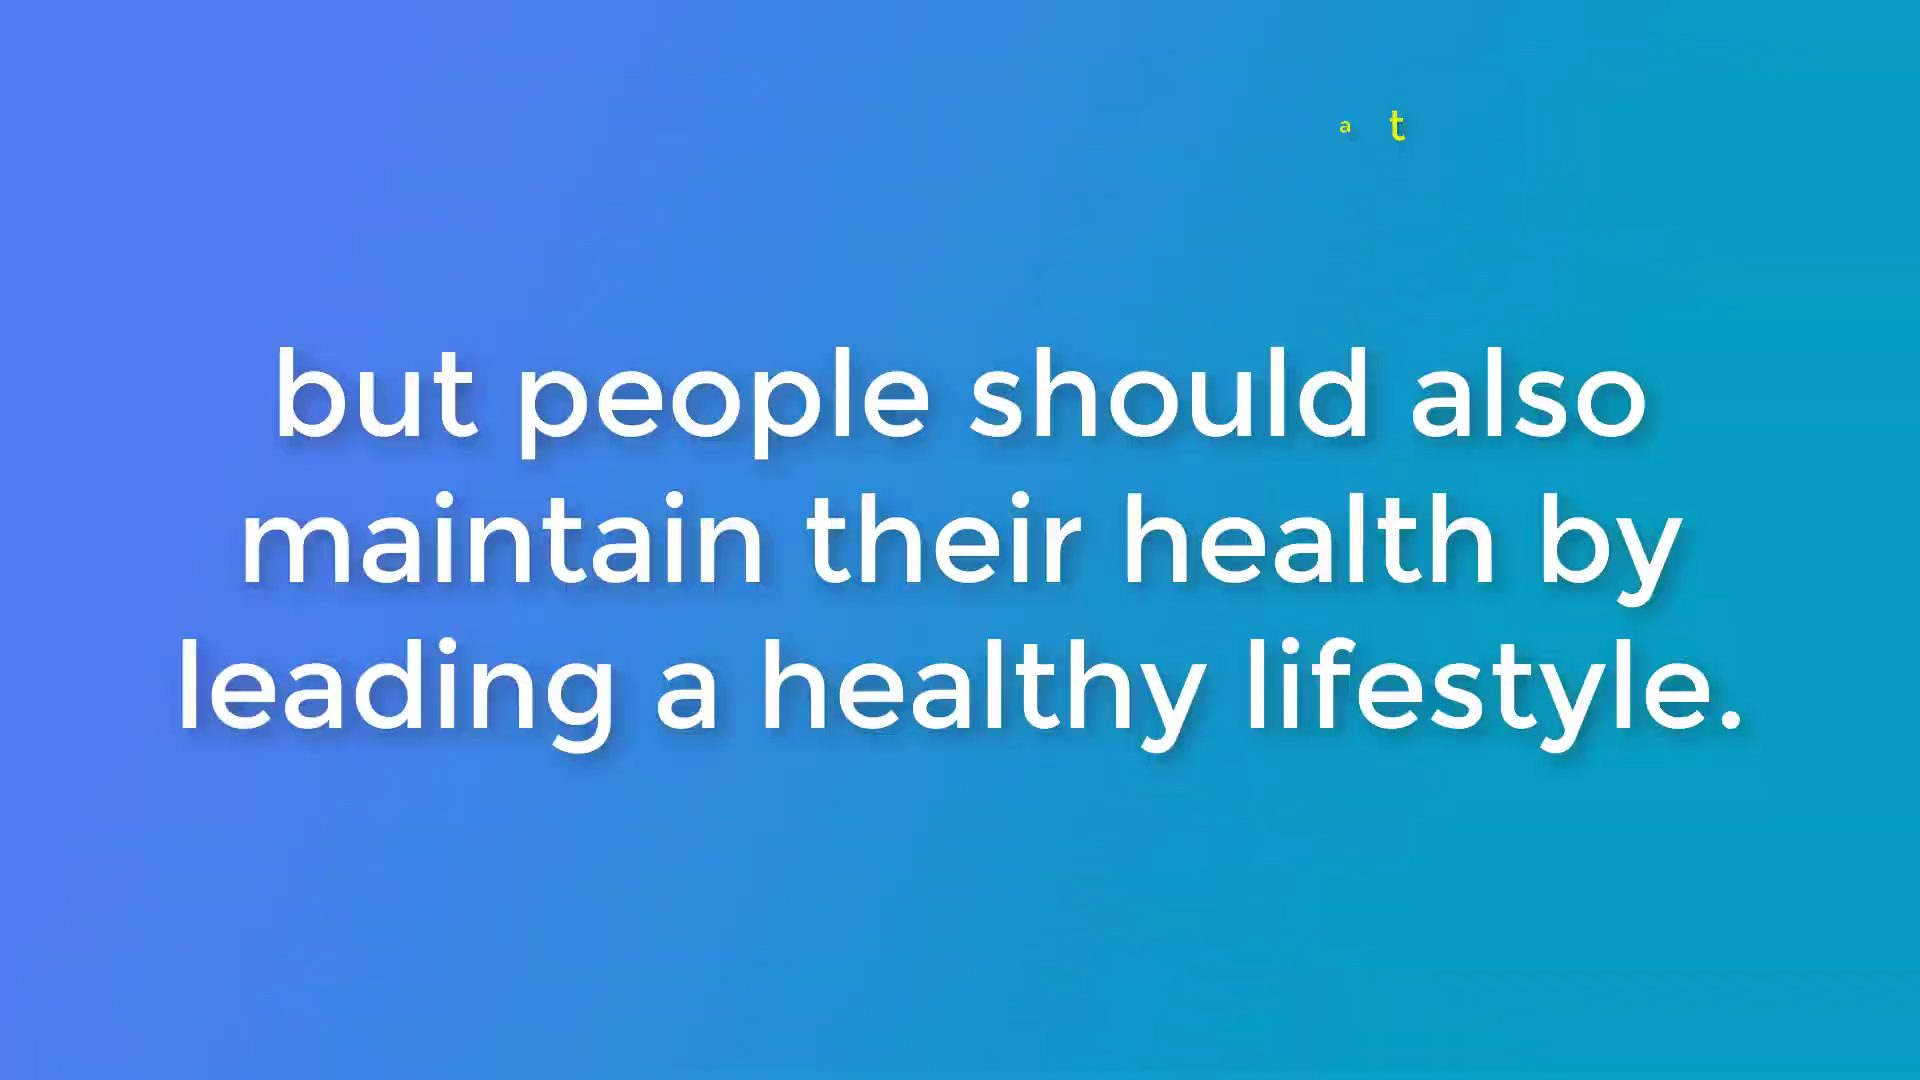 a t
but people should also
maintain their health by
leading a healthy lifestyle.